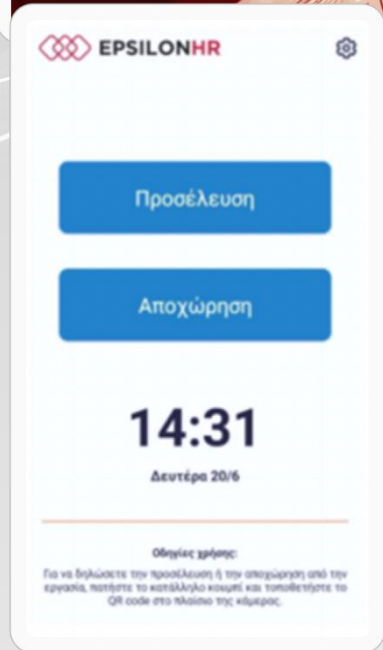 EPSILONHR
Προσέλευση
Αποχώρηση
14:31
Δευτέρα 20/6
Οδηγίες χρήσης:
Για να δηλώσετε την προσέλευση ή την αποχώρηση από την
εργασία, πατήστε το κατάλληλο κουμπί και τοποθετήστε το
QR code στο πλαίσιο της κάμερας.